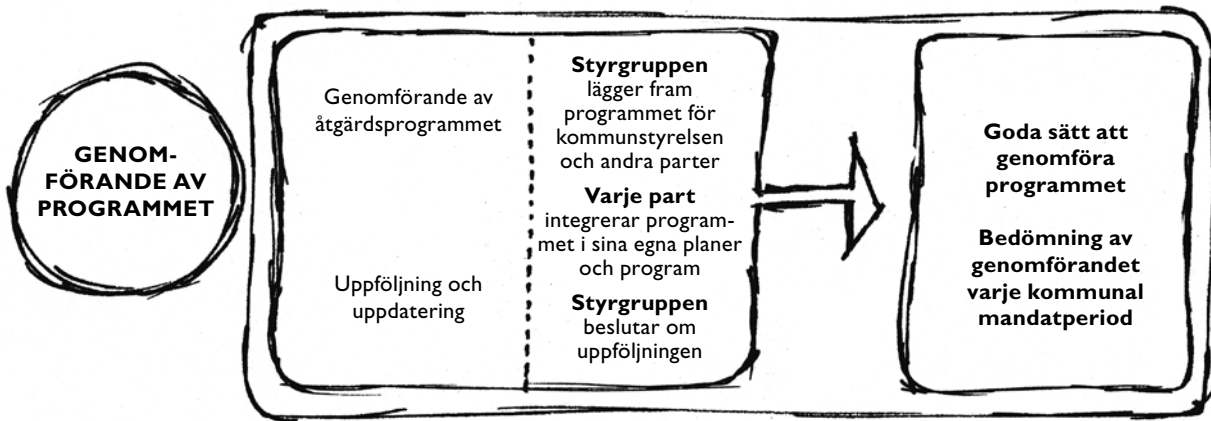 GENOM-
FÖRANDE AV
PROGRAMMET
Genomförande av
åtgärdsprogrammet
Uppföljning och
uppdatering
Styrgruppen
lägger fram
programmet för
kommunstyrelsen
och andra parter
Varje part
integrerar program-
met i sina egna planer
och program
Styrgruppen
beslutar om
uppföljningen
Goda sätt att
genomföra
programmet
Bedömning av
genomförandet
varje kommunal
mandatperiod